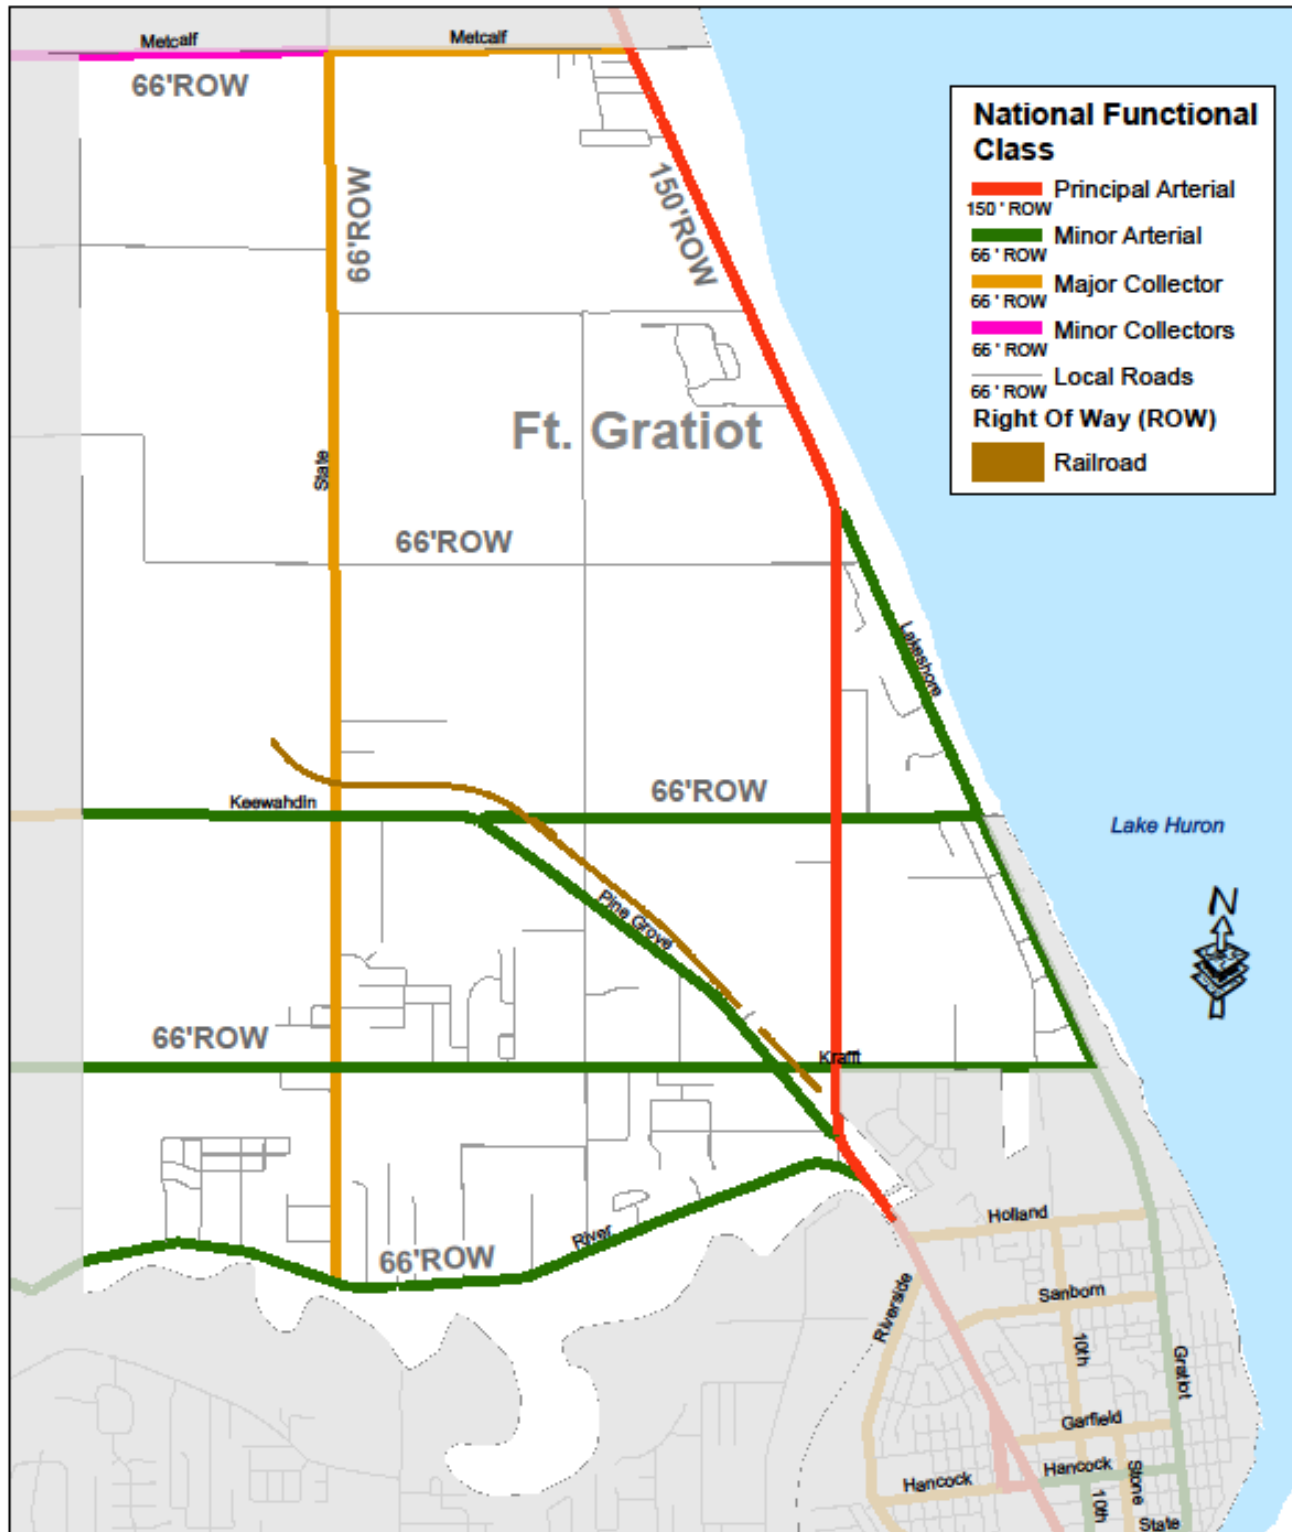 Metcalf
Metcalf
66'ROW
National Functional
Class
Principal Arterial
150 ' ROW
Minor Arterial
66 ' ROW
Major Collector
66 ' ROW
Minor Collectors
66 ' ROW
Local Roads
66 ' ROW
Right Of Way (ROW)
Railroad
66'ROW
150'ROW
Ft. Gratiot
State
66'ROW
Lakeshore
66'ROW
Keewahdin
Lake Huron
Pine Grove
N
66'ROW
Krafft
River
66'ROW
Holland
Riverside
Sanborn
10th
Gratiot
Garfield
Hancock
Hancock
Stone
10th
State